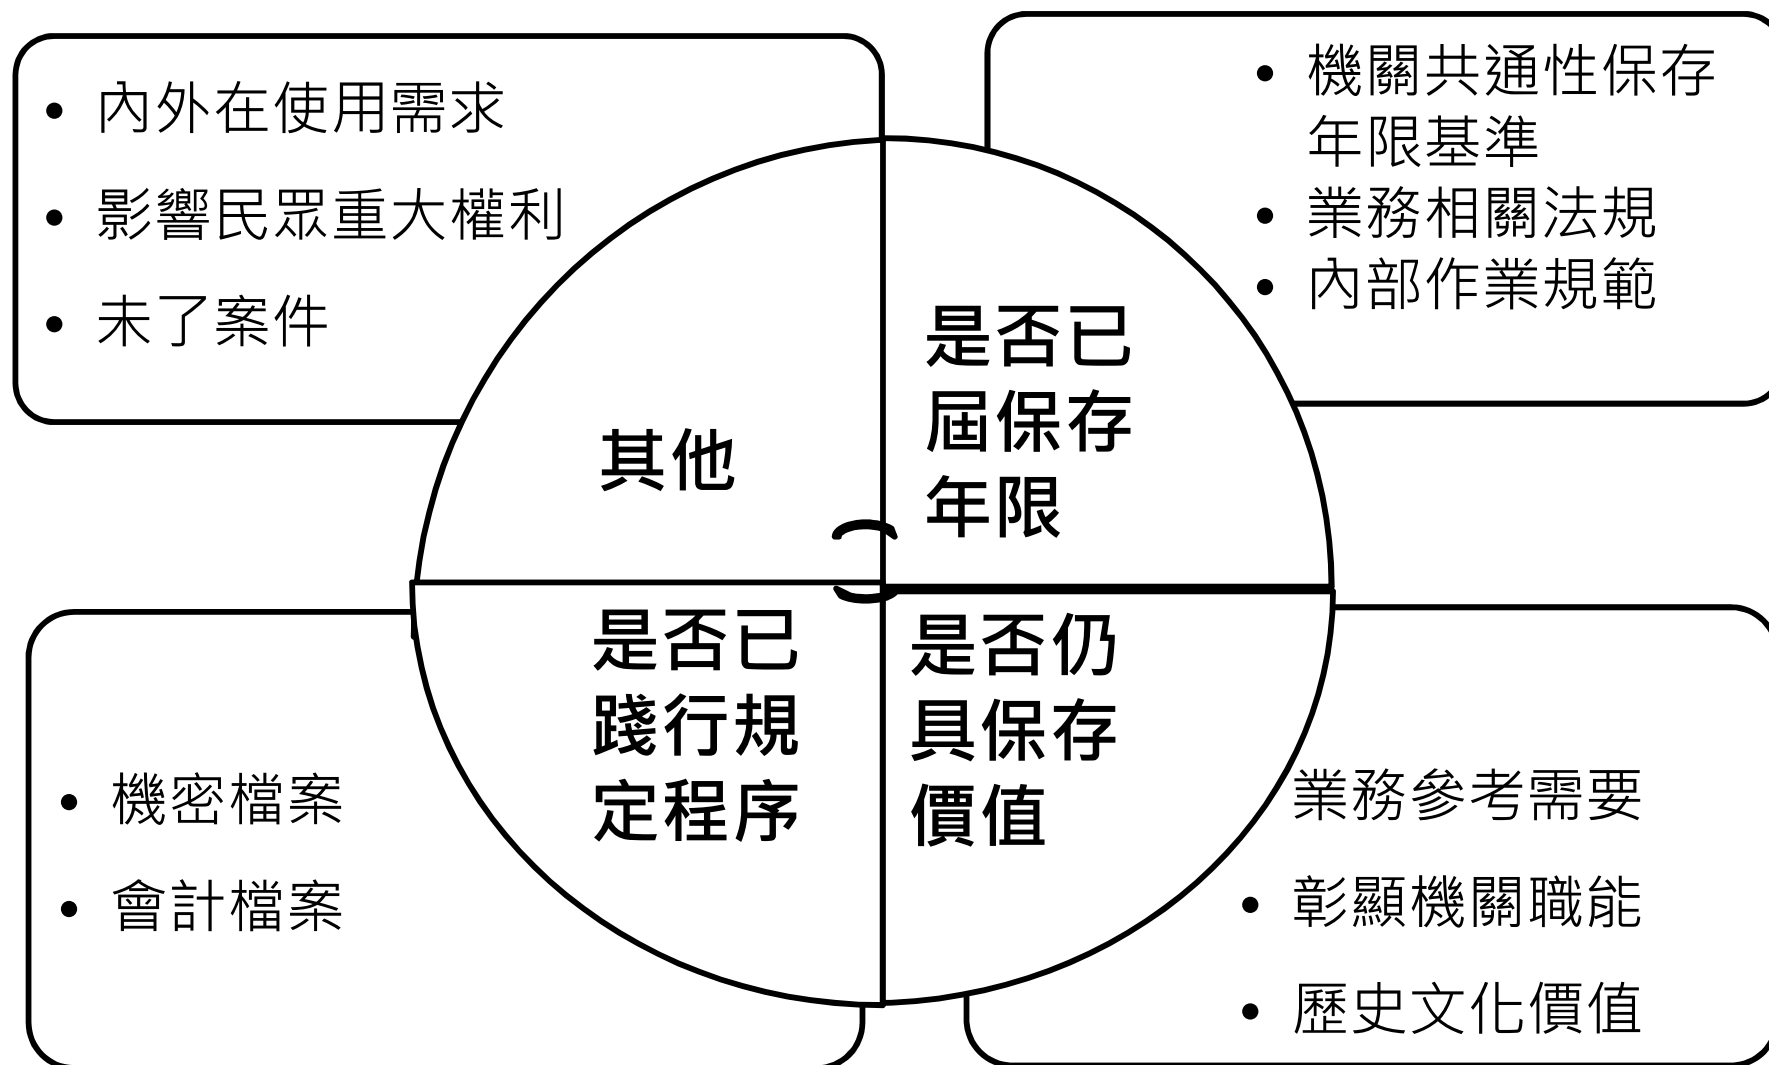 • 內外在使用需求
• 影響民眾重大權利
• 未了案件
• 機關共通性保存
年限基準
• 業務相關法規
• 內部作業規範
其他
是否已
屆保存
年限
是否已
踐行規
定程序
是否仍
具保存
價值
• 機密檔案
• 會計檔案
業務參考需要
• 彰顯機關職能
• 歷史文化價值